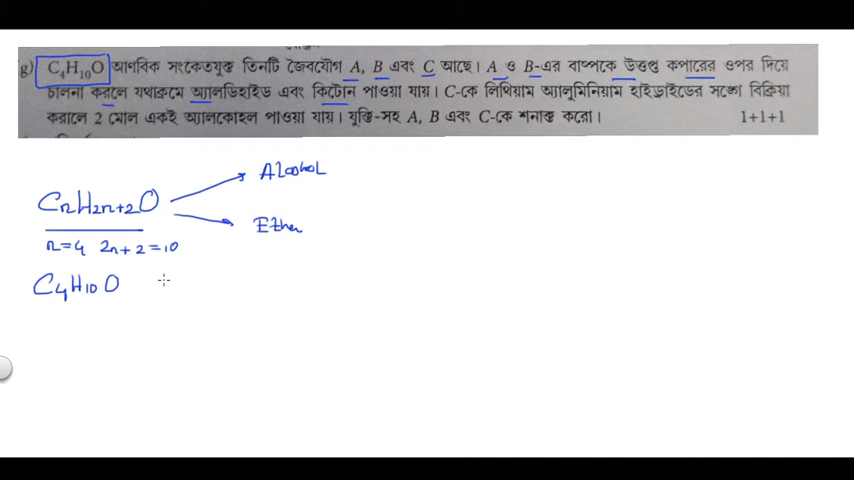 g) C₄H₁₀O আণবিক সংকেতযুক্ত তিনটি জৈবযৌগ A, B এবং C আছে। A ও B-এর বাষ্পকে উত্তপ্ত কপারের ওপর দিয়ে
চালনা করলে যথাক্রমে অ্যালডিহাইড এবং কিটোন পাওয়া যায়। C-কে লিথিয়াম অ্যালুমিনিয়াম হাইড্রাইডের সঙ্গে বিক্রিয়া
করালে 2 মোল একই অ্যালকোহল পাওয়া যায়। যুক্তি-সহ A, B এবং C-কে শনাক্ত করো। 1+1+1
Alcohol
CnH2n+2O
Ether
n=4 2n+2=10
C₄H₁₀O